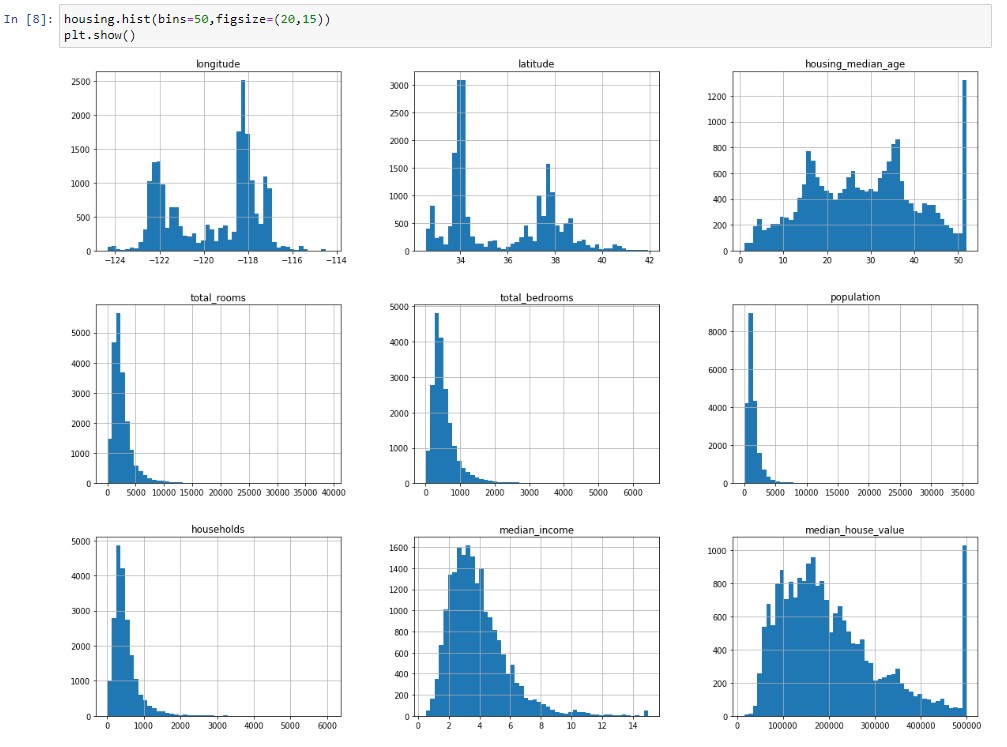 In [8]: housing.hist(bins=50,figsize=(20,15))
plt.show()
longitude
2500
2000
1500
1000
500
0
−124 −122 −120 −118 −116 −114
latitude
3000
2500
2000
1500
1000
500
0
34 36 38 40 42
housing_median_age
1200
1000
800
600
400
200
0
0 10 20 30 40 50
total_rooms
5000
4000
3000
2000
1000
0
0 5000 10000 15000 20000 25000 30000 35000 40000
total_bedrooms
5000
4000
3000
2000
1000
0
0 1000 2000 3000 4000 5000 6000
population
8000
6000
4000
2000
0
0 5000 10000 15000 20000 25000 30000 35000
households
5000
4000
3000
2000
1000
0
0 1000 2000 3000 4000 5000 6000
median_income
1600
1400
1200
1000
800
600
400
200
0
0 2 4 6 8 10 12 14
median_house_value
1000
800
600
400
200
0
0 100000 200000 300000 400000 500000